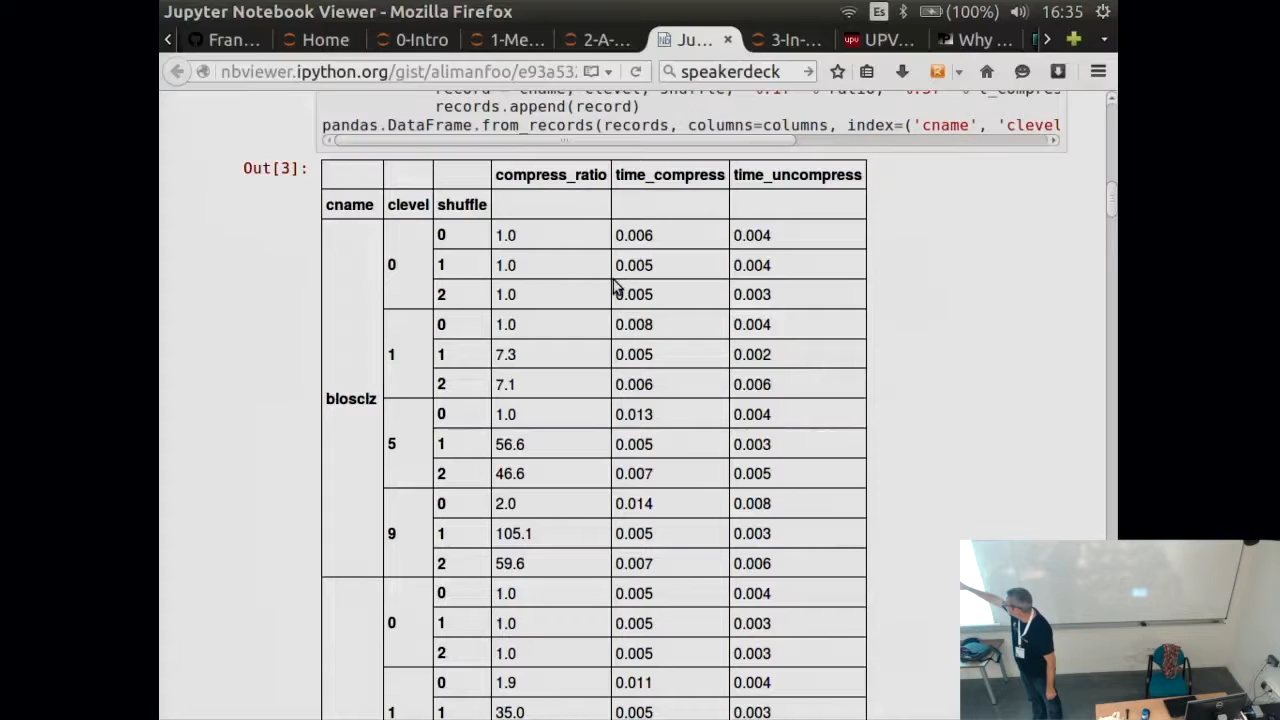 Jupyter Notebook Viewer - Mozilla Firefox Es (100%) 16:35
Fran... Home 0-Intro 1-Me... 2-A-... Ju... 3-In-... upv UPV... Why ...
nbviewer.ipython.org/gist/alimanfoo/e93a53 speakerdeck
records.append(record)
pandas.DataFrame.from_records(records, columns=columns, index=('cname', 'clevel
Out[3]:
compress_ratio time_compress time_uncompress
cname clevel shuffle
0 1.0 0.006 0.004
0 1 1.0 0.005 0.004
2 1.0 0.005 0.003
0 1.0 0.008 0.004
1 1 7.3 0.005 0.002
2 7.1 0.006 0.006
blosclz
0 1.0 0.013 0.004
5 1 56.6 0.005 0.003
2 46.6 0.007 0.005
0 2.0 0.014 0.008
9 1 105.1 0.005 0.003
2 59.6 0.007 0.006
0 1.0 0.005 0.004
0 1 1.0 0.005 0.003
2 1.0 0.005 0.003
0 1.9 0.011 0.004
1 1 35.0 0.005 0.003